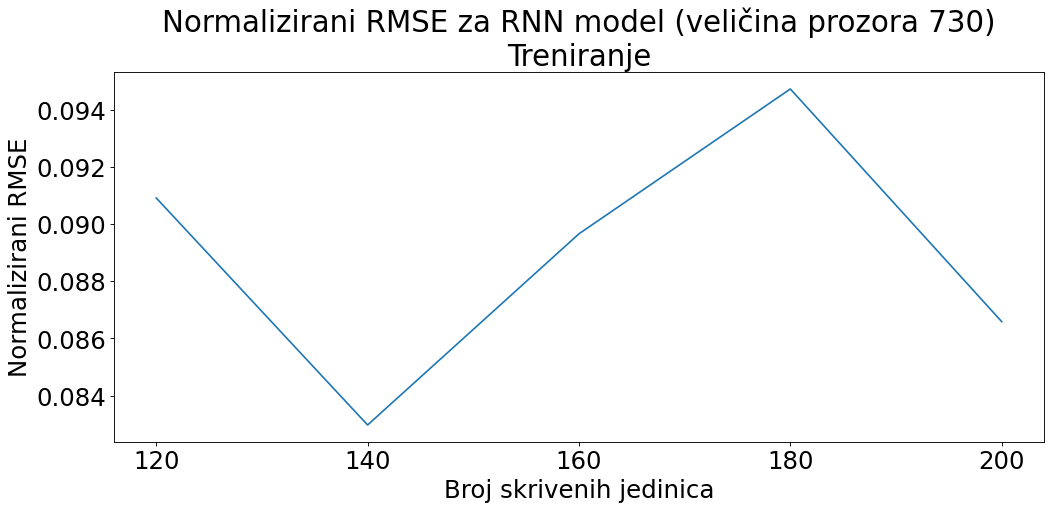 Normalizirani RMSE za RNN model (veličina prozora 730)
Treniranje
Normalizirani RMSE
0.094
0.092
0.090
0.088
0.086
0.084
120 140 160 180 200
Broj skrivenih jedinica